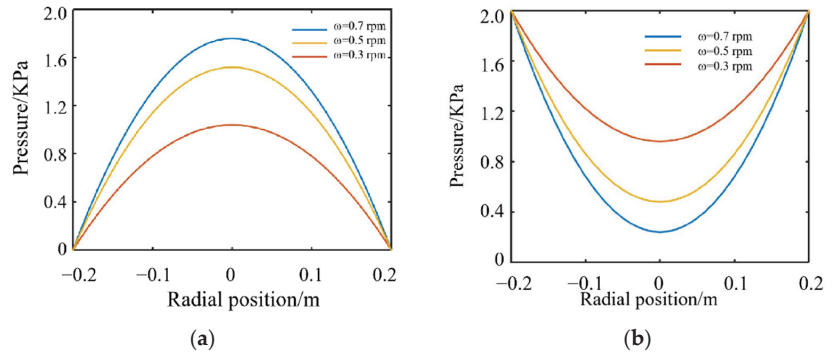 2.0
1.6
1.2
0.8
0.4
0
Pressure/KPa
ω=0.7 rpm
ω=0.5 rpm
ω=0.3 rpm
−0.2 -0.1 0 0.1 0.2
Radial position/m
(a)
2.0
1.6
1.2
0.8
0.4
0
Pressure/KPa
ω=0.7 rpm
ω=0.5 rpm
ω=0.3 rpm
−0.2 -0.1 0 0.1 0.2
Radial position/m
(b)